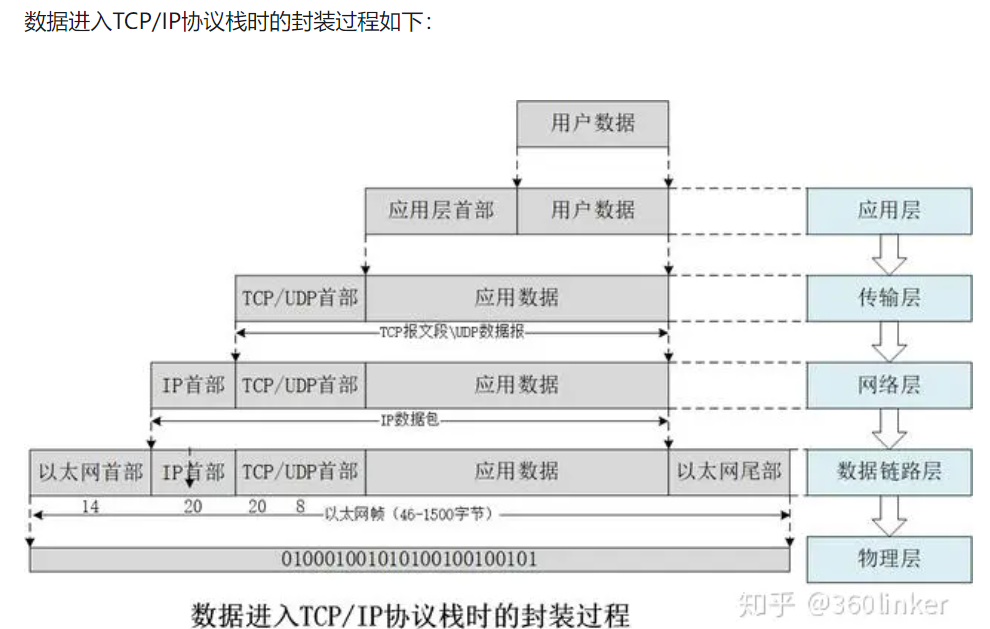 数据进入TCP/IP协议栈时的封装过程如下：
用户数据
应用层首部 用户数据 应用层
TCP/UDP首部 应用数据 传输层
TCP报文段\UDP数据报
IP首部 TCP/UDP首部 应用数据 网络层
IP数据包
以太网首部 IP首部 TCP/UDP首部 应用数据 以太网尾部 数据链路层
14 20 20 8
以太网帧（46-1500字节）
01000100101010010010010​1 物理层
数据进入TCP/IP协议栈时的封装过程
知乎 @360linker